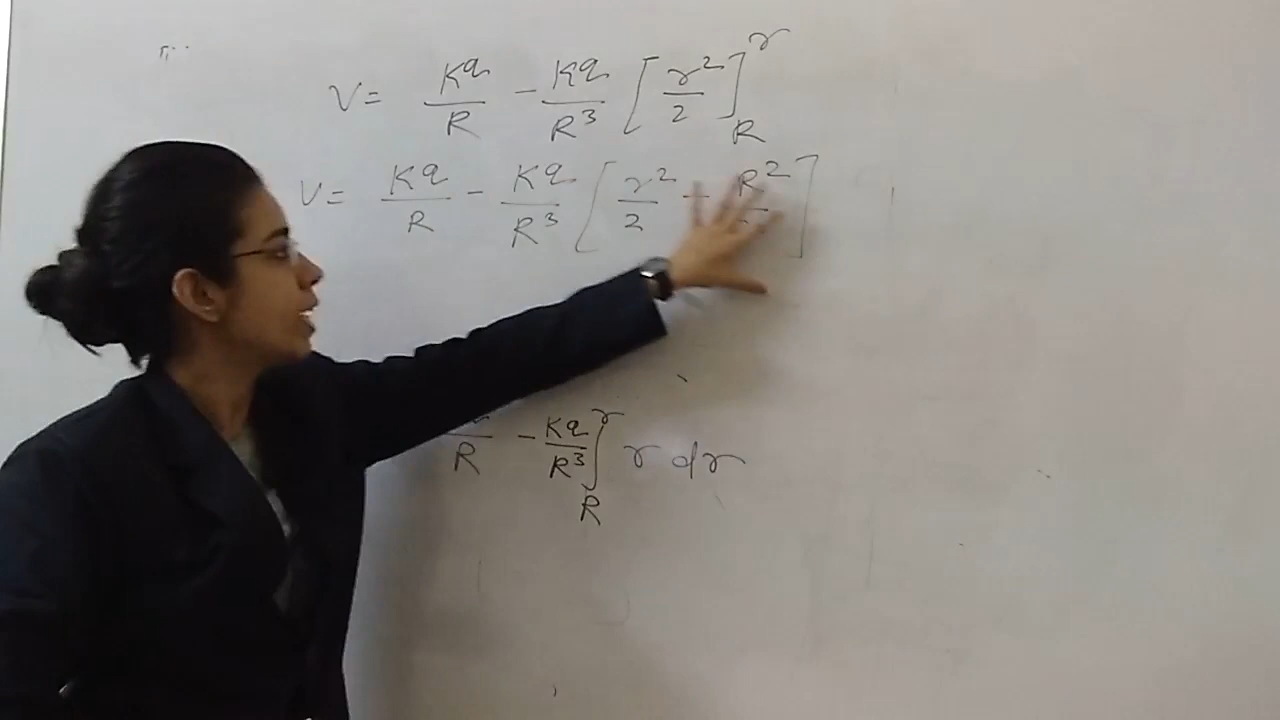 V = Kq/R - Kq/R³ [r²/2]_R^r
V = Kq/R - Kq/R³ [r²/2 - R²/]
/R - Kq/R³ ∫_R^r r dr